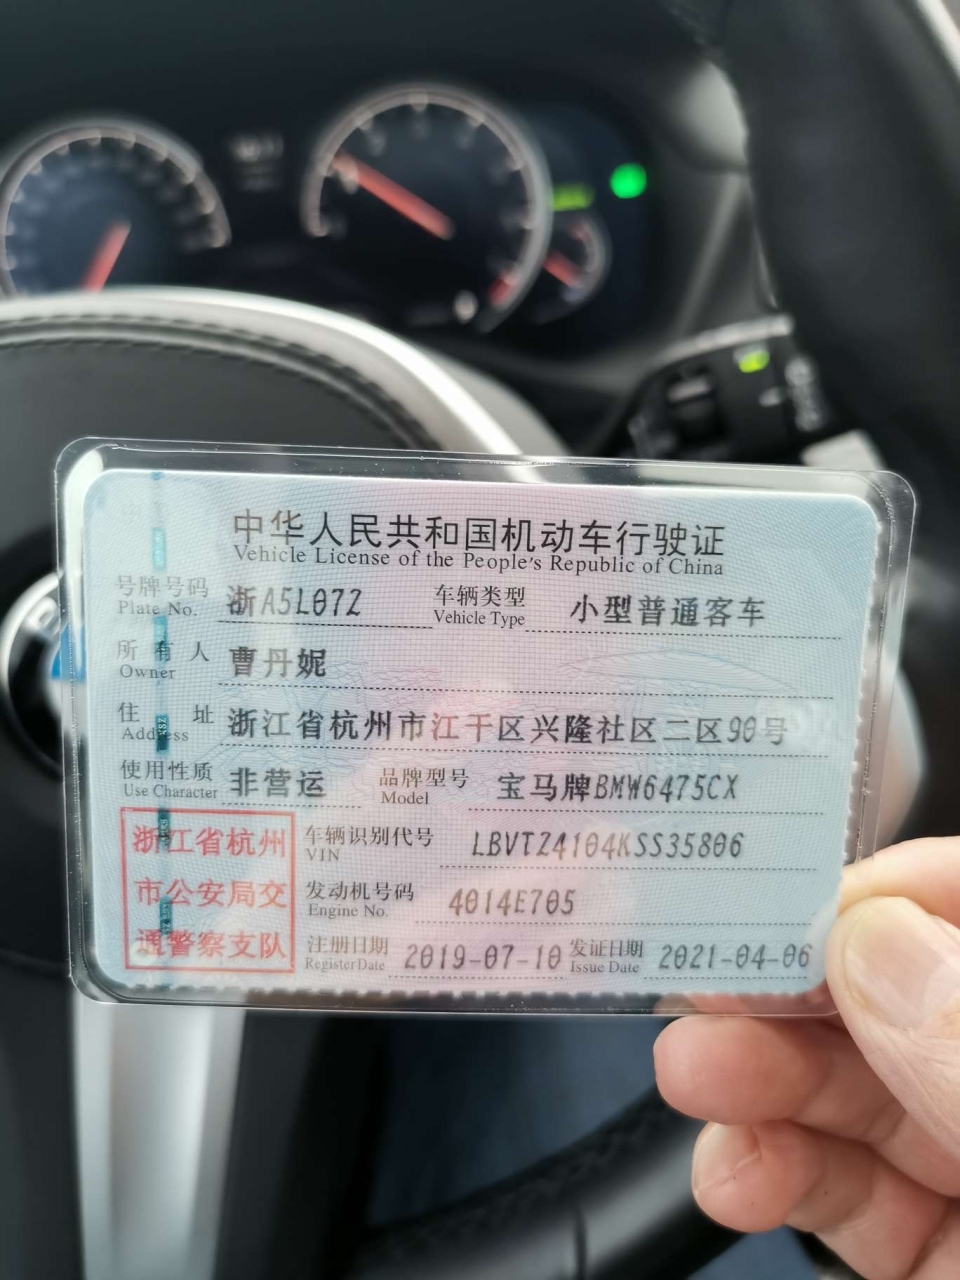 中华人民共和国机动车行驶证
Vehicle License of the People's Republic of China
号牌号码 浙A5L07Z 车辆类型 小型普通客车
Plate No. Vehicle Type
所有人 曹丹妮
Owner
住址 浙江省杭州市江干区兴隆社区二区90号
Address
使用性质 非营运 品牌型号 宝马牌BMW6475CX
Use Character Model
浙江省杭州
市公安局交
通警察支队
车辆识别代号 LBVTZ4104KSS35806
VIN
发动机号码 4014E705
Engine No.
注册日期 2019-07-10 发证日期 2021-04-06
Register Date Issue Date